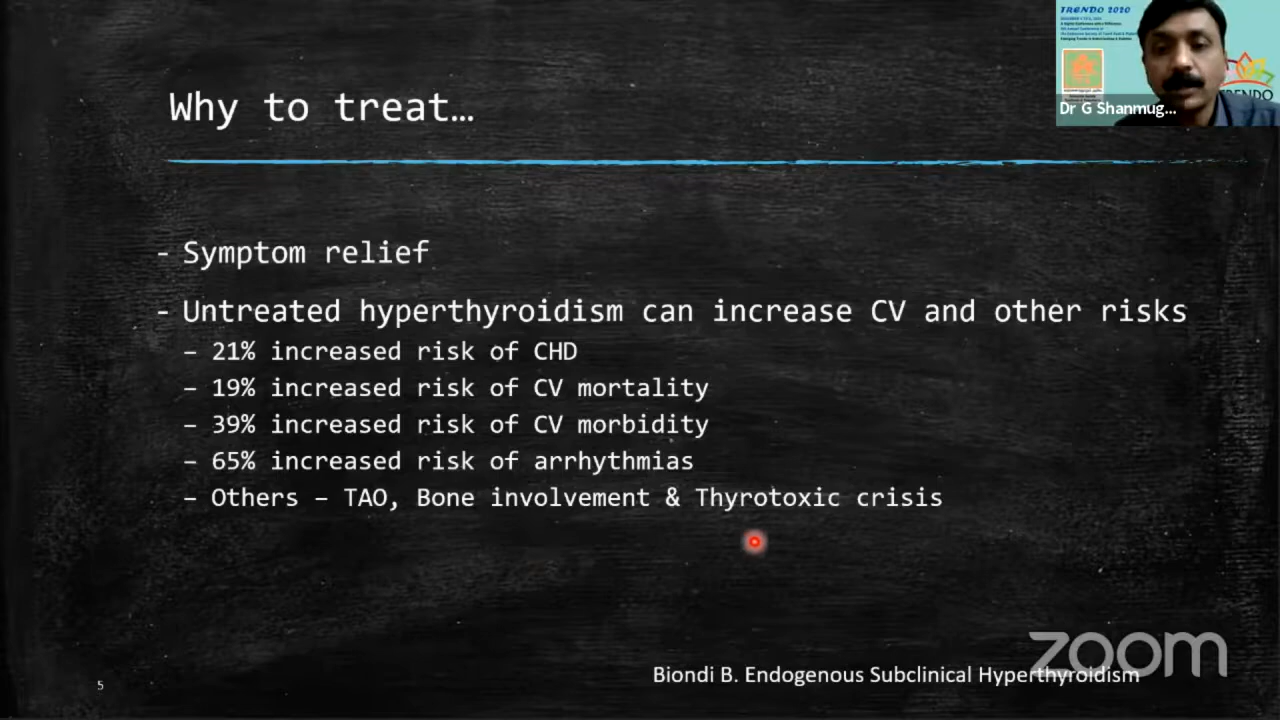 TRENDO 2020
Dr G Shanmug...
TRENDO
Why to treat…
- Symptom relief
- Untreated hyperthyroidism can increase CV and other risks
– 21% increased risk of CHD
– 19% increased risk of CV mortality
– 39% increased risk of CV morbidity
– 65% increased risk of arrhythmias
– Others – TAO, Bone involvement & Thyrotoxic crisis
zoom
Biondi B. Endogenous Subclinical Hyperthyroidism
5